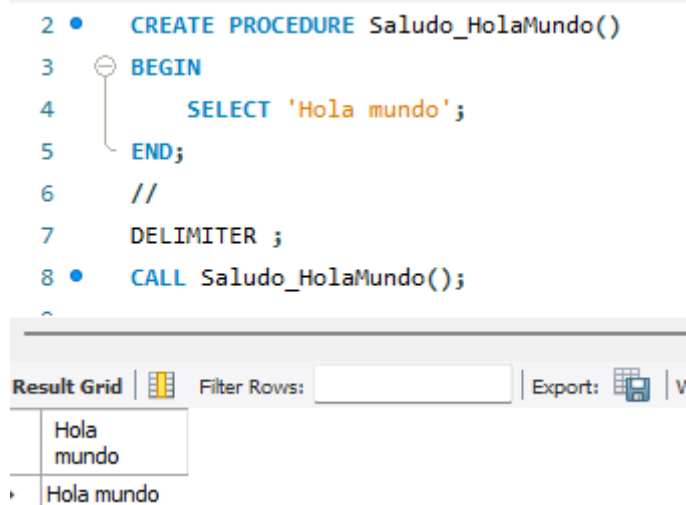 2 CREATE PROCEDURE Saludo_HolaMundo()
3 BEGIN
4 SELECT 'Hola mundo';
5 END;
6 //
7 DELIMITER ;
8 CALL Saludo_HolaMundo();
Result Grid Filter Rows: Export:
Hola
mundo
Hola mundo